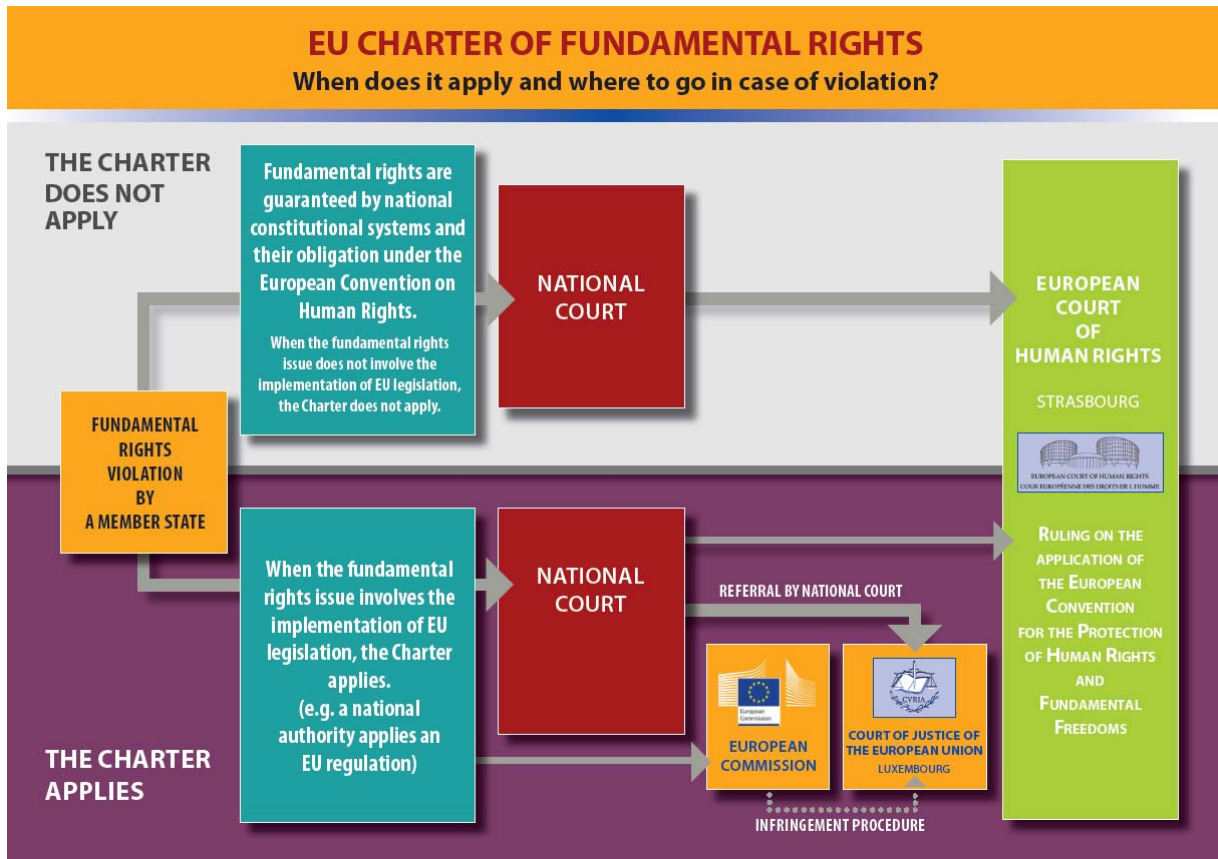 EU CHARTER OF FUNDAMENTAL RIGHTS
When does it apply and where to go in case of violation?
THE CHARTER
DOES NOT
APPLY
Fundamental rights are
guaranteed by national
constitutional systems and
their obligation under the
European Convention on
Human Rights.
When the fundamental rights
issue does not involve the
implementation of EU legislation,
the Charter does not apply.
NATIONAL
COURT
EUROPEAN
COURT
OF
HUMAN RIGHTS
STRASBOURG
EUROPEAN COURT OF HUMAN RIGHTS
COUR EUROPÉENNE DES DROITS DE L'HOMME
RULING ON THE
APPLICATION OF
THE EUROPEAN
CONVENTION
FOR THE PROTECTION
OF HUMAN RIGHTS
AND
FUNDAMENTAL
FREEDOMS
FUNDAMENTAL
RIGHTS
VIOLATION
BY
A MEMBER STATE
When the fundamental
rights issue involves the
implementation of EU
legislation, the Charter
applies.
(e.g. a national
authority applies an
EU regulation)
NATIONAL
COURT
REFERRAL BY NATIONAL COURT
European
Commission
EUROPEAN
COMMISSION
CVRIA
COURT OF JUSTICE OF
THE EUROPEAN UNION
LUXEMBOURG
INFRINGEMENT PROCEDURE
THE CHARTER
APPLIES